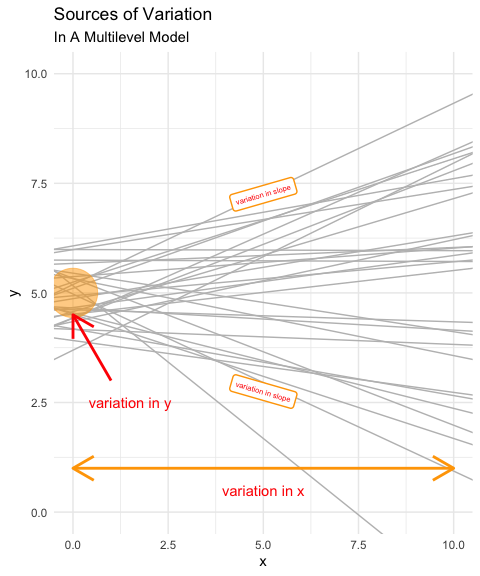 Sources of Variation
In A Multilevel Model
10.0
7.5
5.0
2.5
0.0
y
variation in slope
variation in slope
variation in y
variation in x
0.0 2.5 5.0 7.5 10.0
x